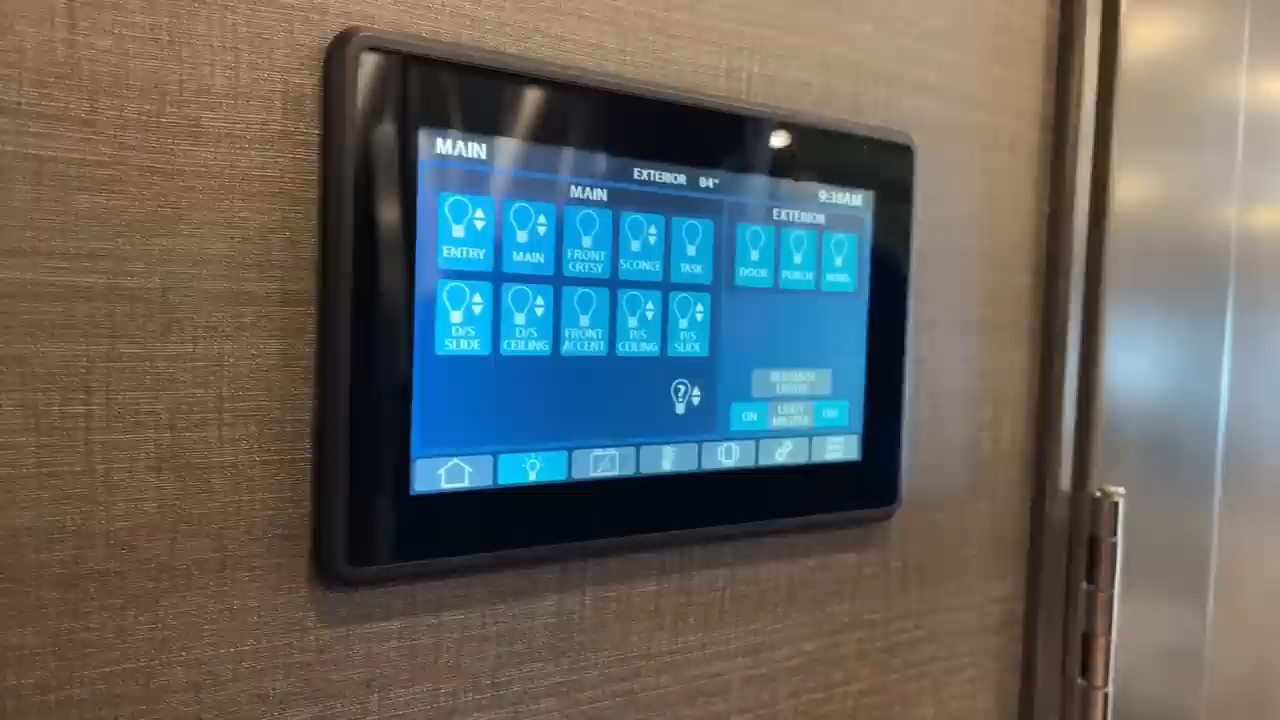 MAIN
EXTERIOR 84°
9:38AM
MAIN
EXTERIOR
ENTRY
MAIN
FRONT
CRTSY
SCONCE
TASK
DOOR
PORCH
D/S
SLIDE
D/S
CEILING
FRONT
ACCENT
P/S
CEILING
P/S
SLIDE
?
ON
LIGHT
MASTER
OFF